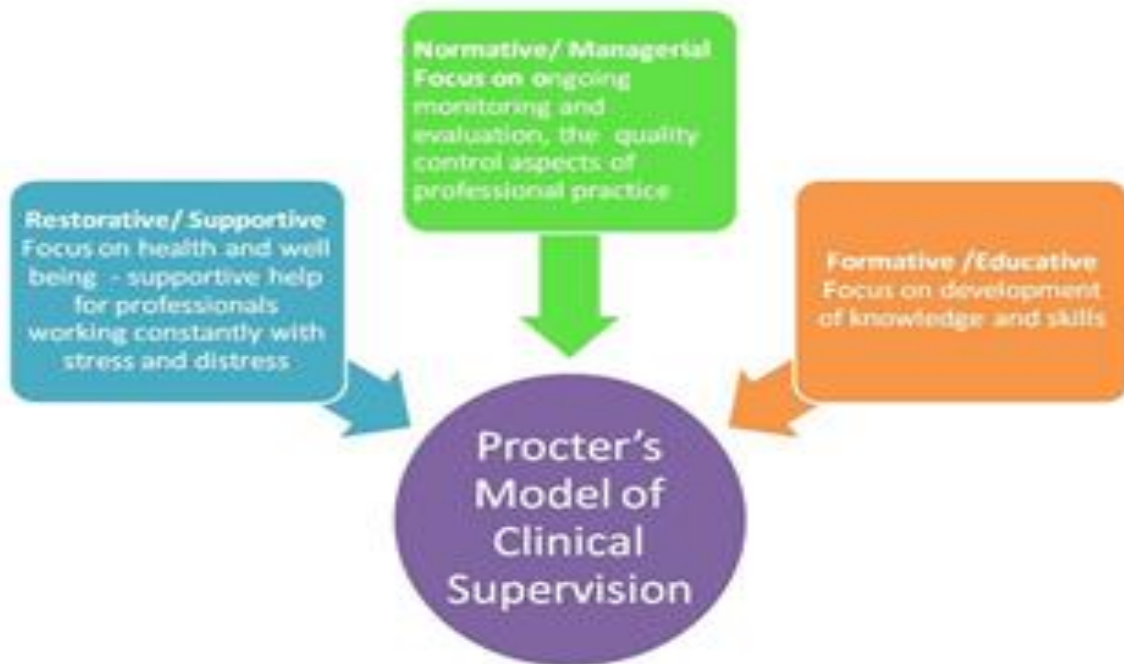 Normative/ Managerial
Focus on ongoing
monitoring and
evaluation, the quality
control aspects of
professional practice
Restorative/ Supportive
Focus on health and well
being - supportive help
for professionals
working constantly with
stress and distress
Formative /Educative
Focus on development
of knowledge and skills
Procter's
Model of
Clinical
Supervision